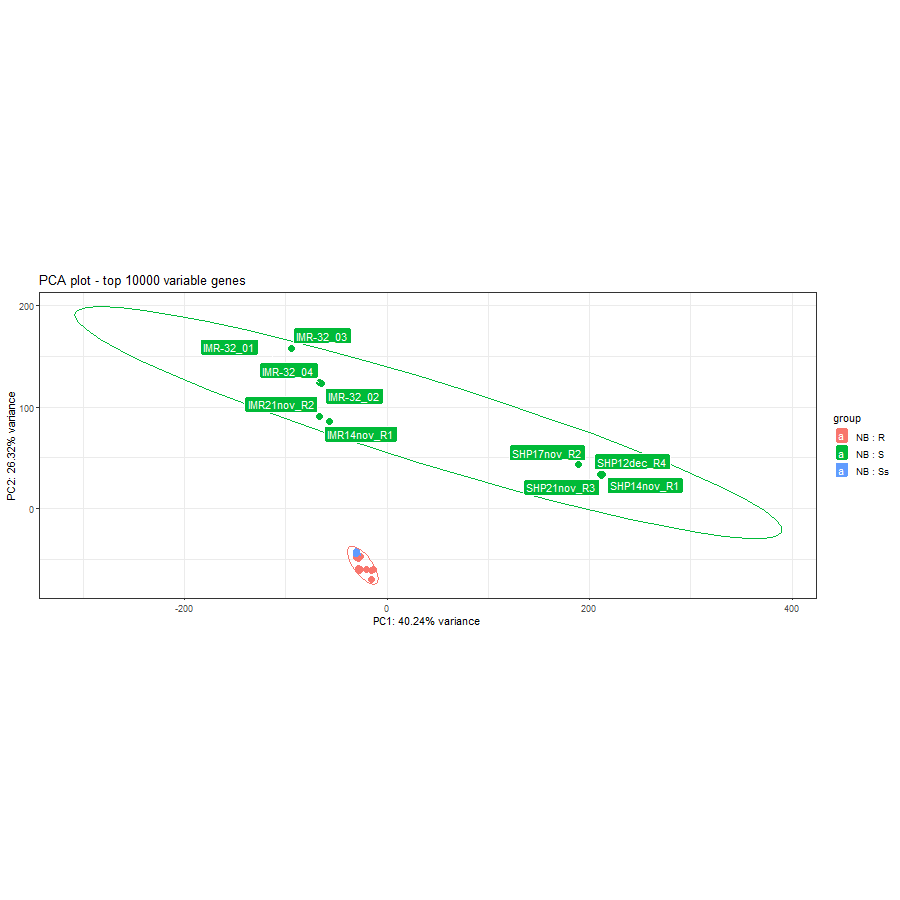 PCA plot - top 10000 variable genes
200
100
0
PC2: 26.32% variance
IMR-32_03
IMR-32_01
IMR-32_04
IMR-32_02
IMR21nov_R2
IMR14nov_R1
SHP17nov_R2
SHP12dec_R4
SHP21nov_R3
SHP14nov_R1
-200
0
200
400
PC1: 40.24% variance
group
a NB : R
a NB : S
a NB : Ss